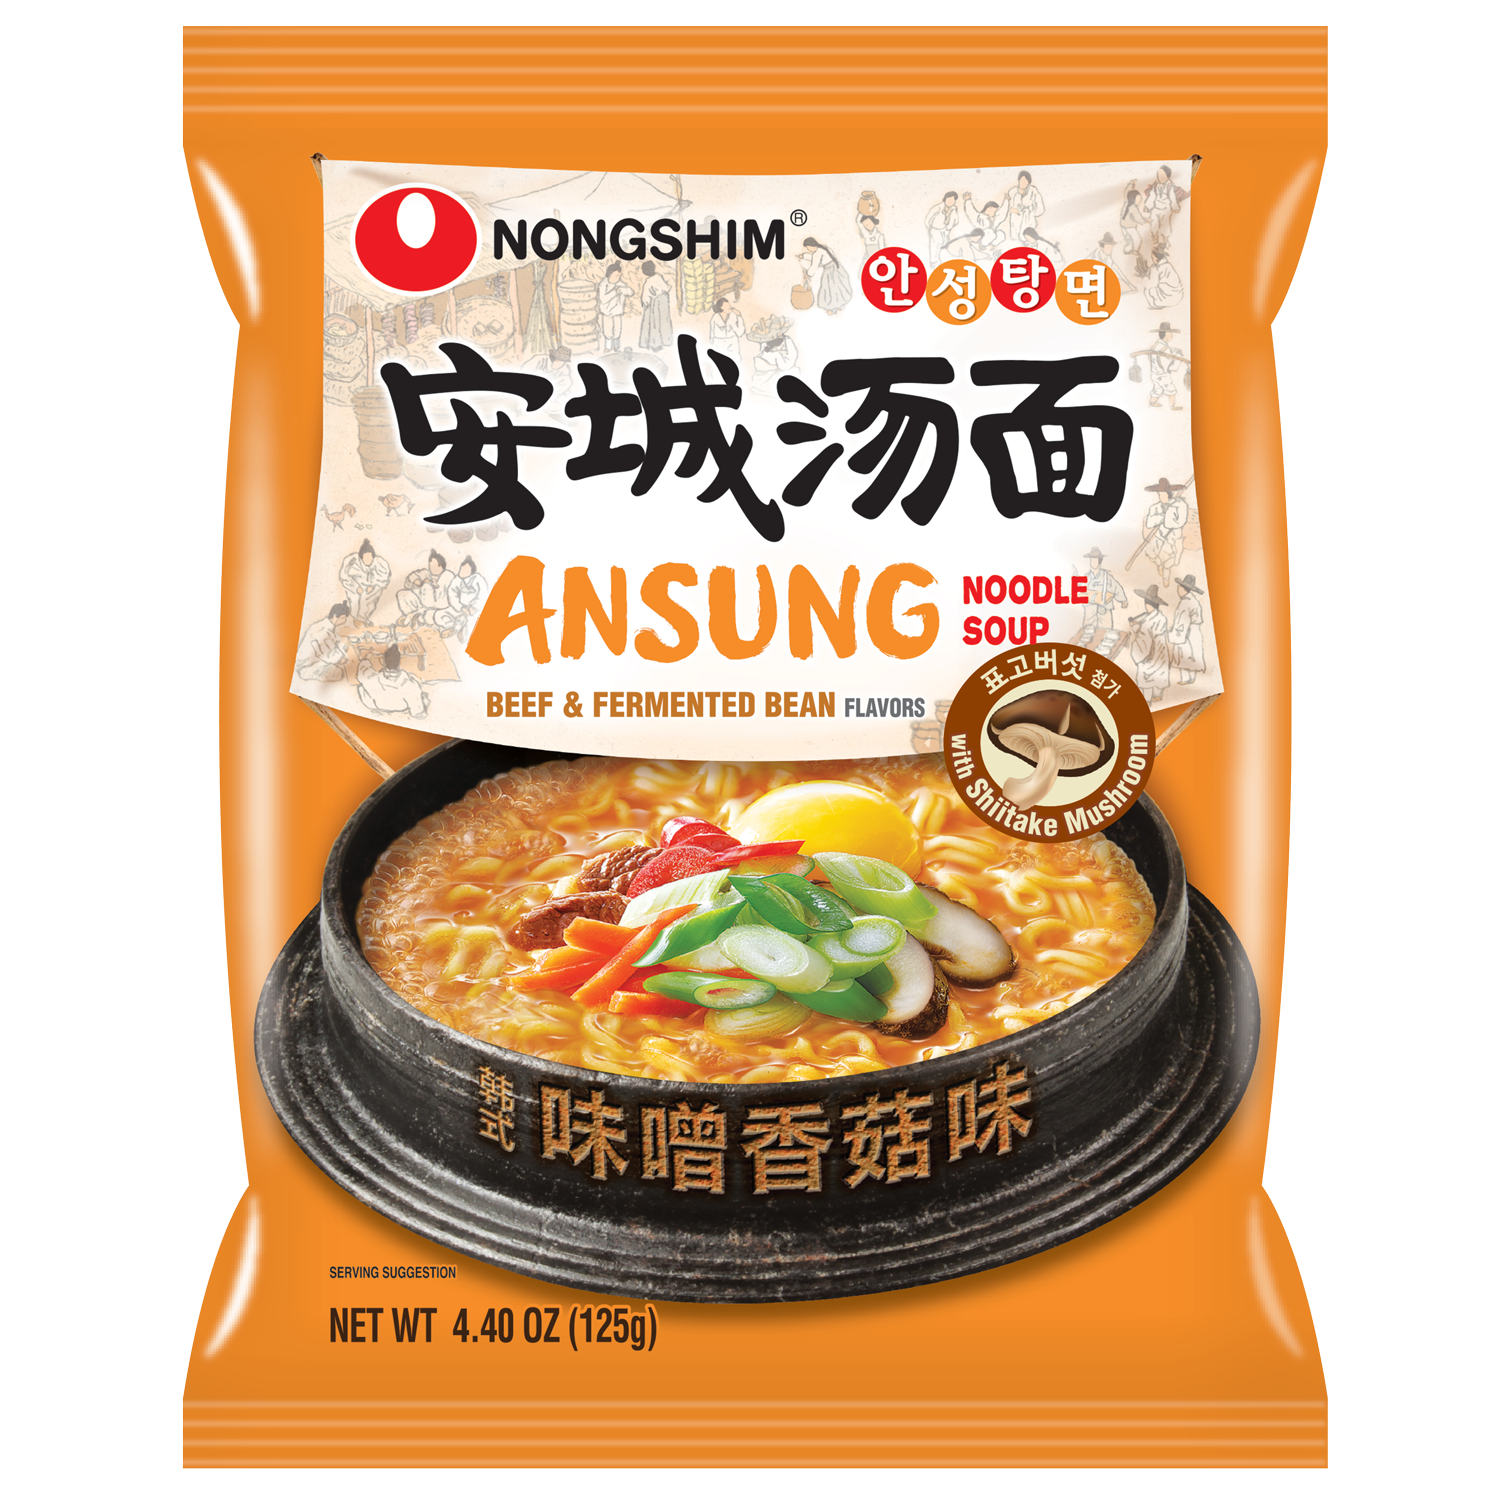 NONGSHIM®
안성탕면
安城汤面
ANSUNG
NOODLE
SOUP
BEEF & FERMENTED BEAN FLAVORS
표고버섯 첨가
with Shiitake Mushroom
韩式
味噌香菇味
SERVING SUGGESTION
NET WT 4.40 OZ (125g)